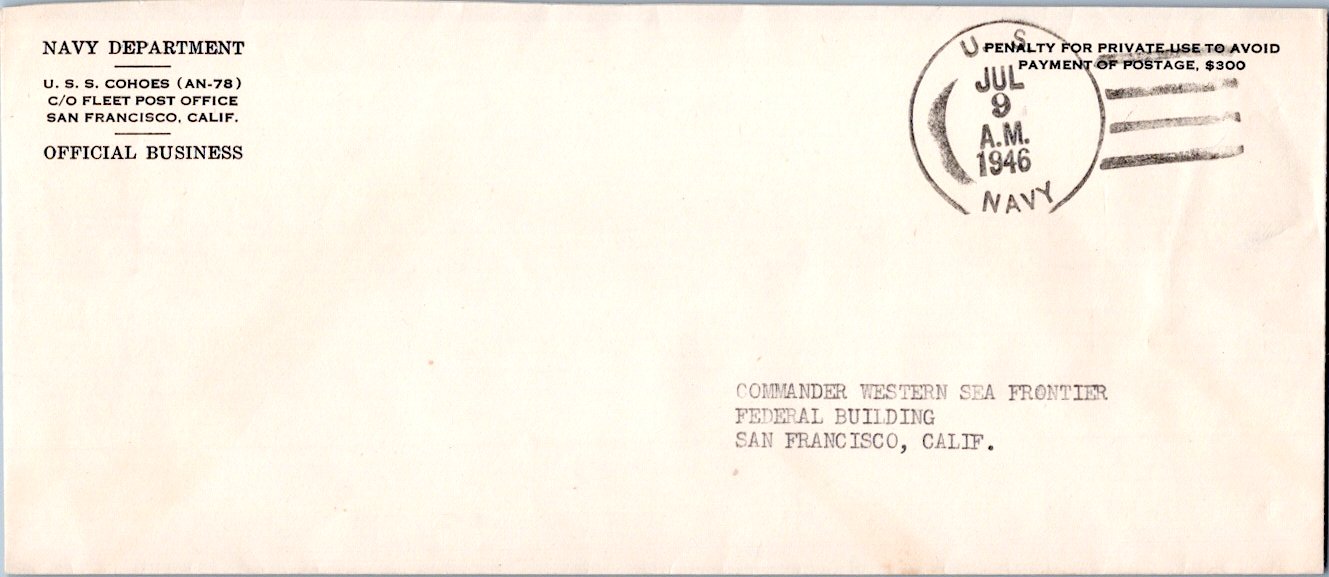 NAVY DEPARTMENT
U. S. S. COHOES (AN-78)
C/O FLEET POST OFFICE
SAN FRANCISCO, CALIF.
OFFICIAL BUSINESS
PENALTY FOR PRIVATE USE TO AVOID
PAYMENT OF POSTAGE, $300
U. S.
JUL
9
A.M.
1946
NAVY
COMMANDER WESTERN SEA FRONTIER
FEDERAL BUILDING
SAN FRANCISCO, CALIF.